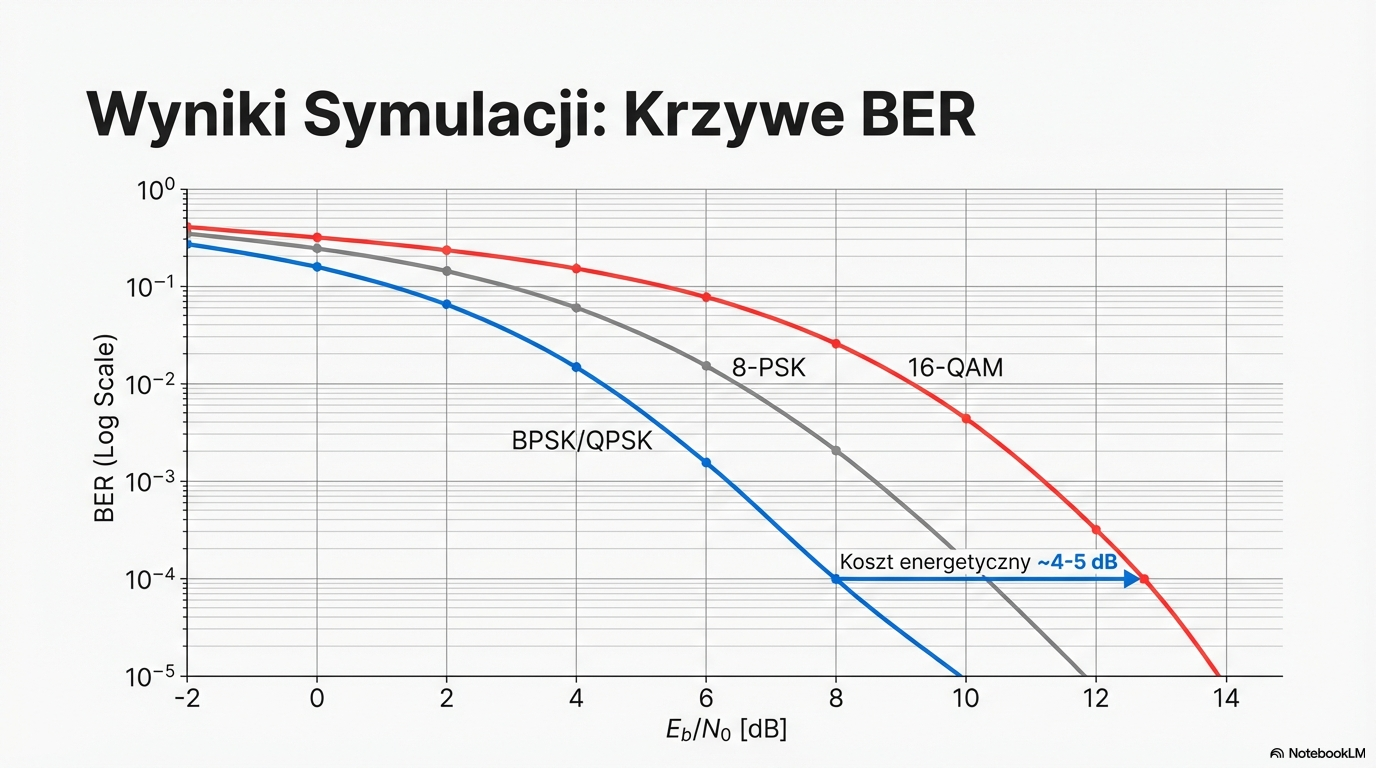 Wyniki Symulacji: Krzywe BER
10⁰
10⁻¹
10⁻²
10⁻³
10⁻⁴
10⁻⁵
BER (Log Scale)
8-PSK
16-QAM
BPSK/QPSK
Koszt energetyczny ~4-5 dB
-2 0 2 4 6 8 10 12 14
E_b/N₀ [dB]
NotebookLM